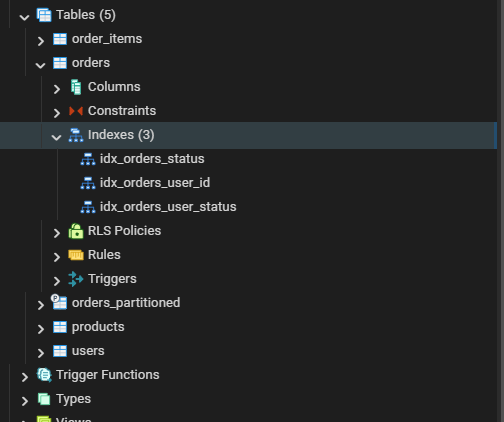 Tables (5)
order_items
orders
Columns
Constraints
Indexes (3)
idx_orders_status
idx_orders_user_id
idx_orders_user_status
RLS Policies
Rules
Triggers
orders_partitioned
products
users
Trigger Functions
Types
Views